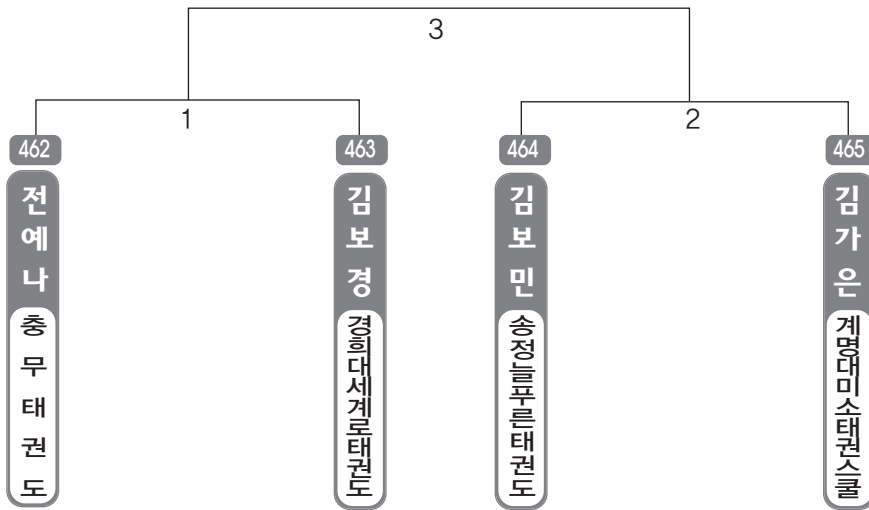 3
1
2
462
전예나
충무태권도
463
김보경
경희대세계로태권도
464
김보민
송정늘푸른태권도
465
김가은
계명대미소태권스쿨